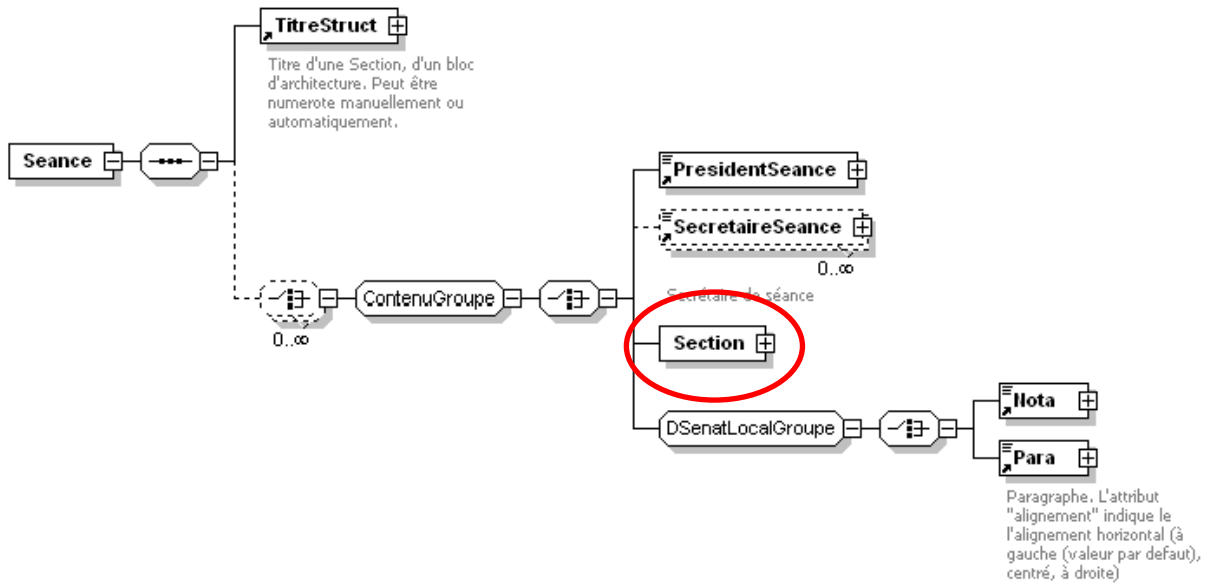 TitreStruct
Titre d'une Section, d'un bloc
d'architecture. Peut être
numerote manuellement ou
automatiquement.
Seance
PresidentSeance
SecretaireSeance
0..∞
Secrétaire de séance
ContenuGroupe
0..∞
Section
DSenatLocalGroupe
Nota
Para
Paragraphe. L'attribut
"alignement" indique le
l'alignement horizontal (à
gauche (valeur par defaut),
centré, à droite)